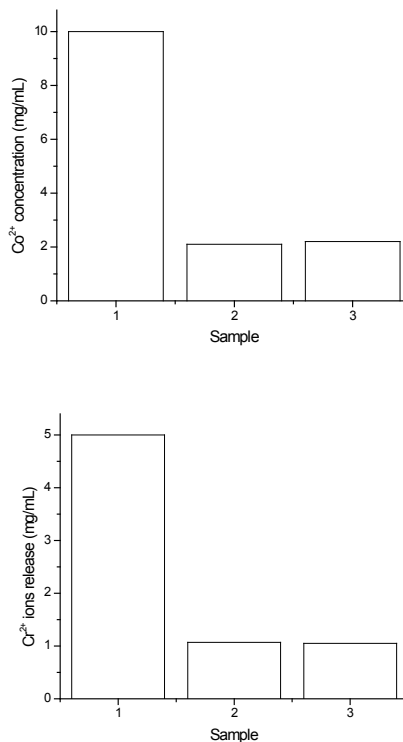 10
8
6
4
2
0
Co²⁺ concentration (mg/mL)
1 2 3
Sample
5
4
3
2
1
0
Cr²⁺ ions release (mg/mL)
1 2 3
Sample